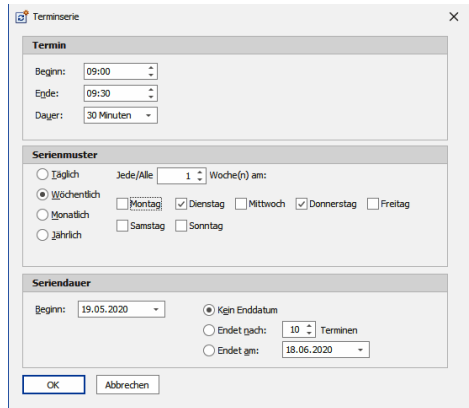 Terminserie
Termin
Beginn: 09:00
Ende: 09:30
Dauer: 30 Minuten
Serienmuster
Täglich Jede/Alle 1 Woche(n) am:
Wöchentlich Montag Dienstag Mittwoch Donnerstag Freitag
Monatlich Samstag Sonntag
Jährlich
Seriendauer
Beginn: 19.05.2020 Kein Enddatum
Endet nach: 10 Terminen
Endet am: 18.06.2020
OK Abbrechen